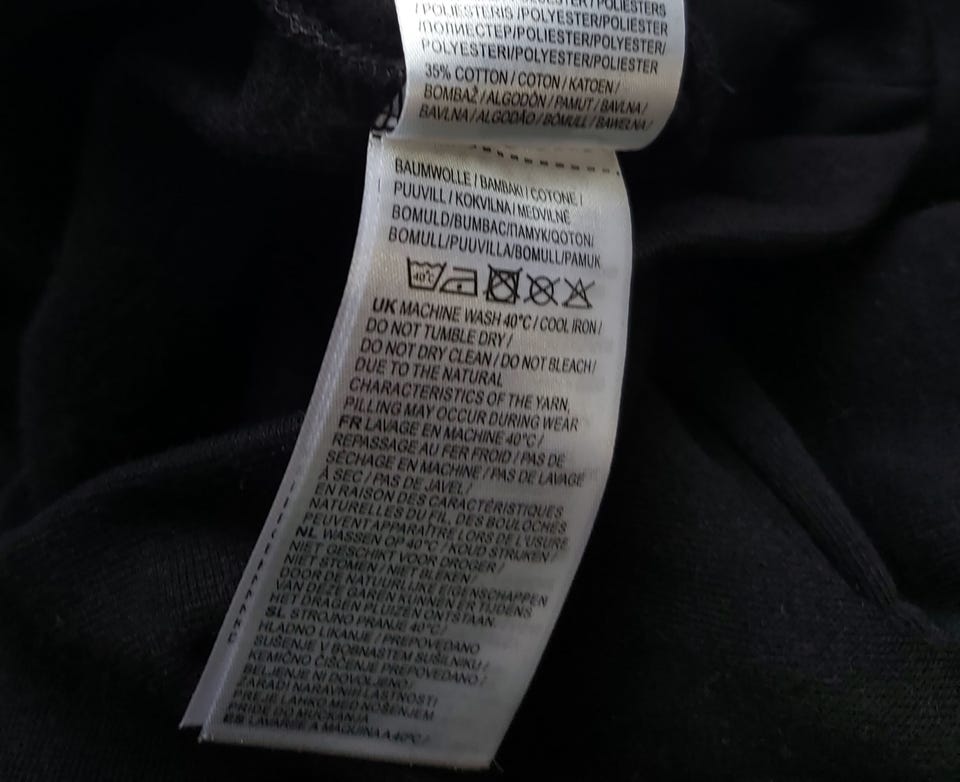 /POLIESTERIS/POLYESTER/POLIESTER
/ПОЛИЕСТЕР/POLIESTER/POLYESTER/
POLYESTERI/POLYESTER/POLIESTER
35% COTTON / COTON / KATOEN /
BOMBAŽ / ALGODÓN / PAMUT / BAVLNA /
BAVLNA / ALGODÃO / BOMULL / BAWEŁNA /
BAUMWOLLE / BAMBAKI / COTONE /
PUUVILL / KOKVILNA / MEDVILNĖ
BOMULD/BUMBAC/ПАМУК/QOTON/
BOMULL/PUUVILLA/BOMULL/PAMUK
40°C
UK MACHINE WASH 40°C / COOL IRON /
DO NOT TUMBLE DRY /
DO NOT DRY CLEAN / DO NOT BLEACH /
DUE TO THE NATURAL
CHARACTERISTICS OF THE YARN,
PILLING MAY OCCUR DURING WEAR
FR LAVAGE EN MACHINE 40°C /
REPASSAGE AU FER FROID / PAS DE
SÉCHAGE EN MACHINE / PAS DE LAVAGE
À SEC / PAS DE JAVEL /
EN RAISON DES CARACTÉRISTIQUES
NATURELLES DU FIL, DES BOULOCHES
PEUVENT APPARAÎTRE LORS DE L'USURE
NL WASSEN OP 40°C / KOUD STRIJKEN /
NIET GESCHIKT VOOR DROGER /
NIET STOMEN / NIET BLEKEN /
DOOR DE NATUURLIJKE EIGENSCHAPPEN
VAN DEZE GAREN KUNNEN ER TIJDENS
HET DRAGEN PLUIZEN ONTSTAAN
SL STROJNO PRANJE 40°C /
HLADNO LIKANJE / PREPOVEDANO
SUŠENJE V BOBNASTEM SUŠILNIKU /
KEMIČNO ČIŠČENJE PREPOVEDANO /
BELJENJE NI DOVOLJENO /
ZARADI NARAVNIH LASTNOSTI
PREJE LAHKO MED NOŠENJEM
PRIDE DO MUCKANJA
ES LAVARSE A MAQUINA A 40°C /